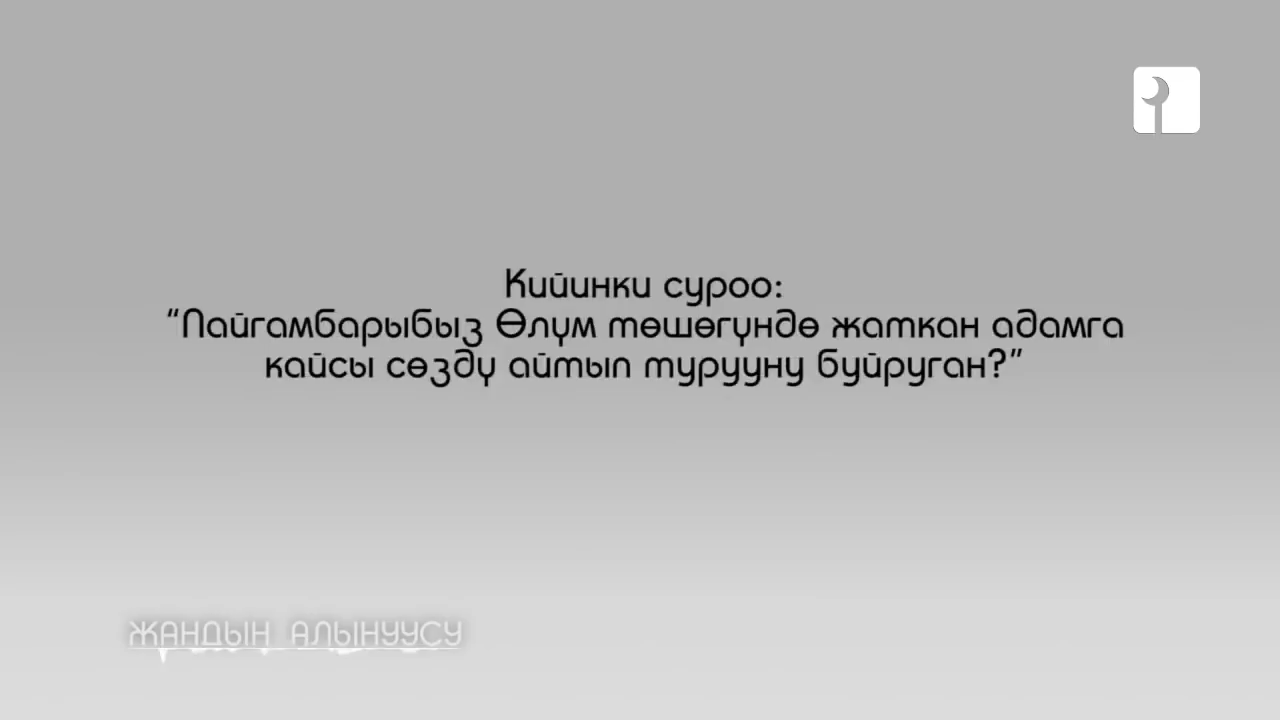 Кийинки суроо:
“Пайгамбарыбыз Өлүм төшөгүндө жаткан адамга
кайсы сөздү айтып турууну буйруган?”
ЖАНДЫН АЛЫНУУСУ